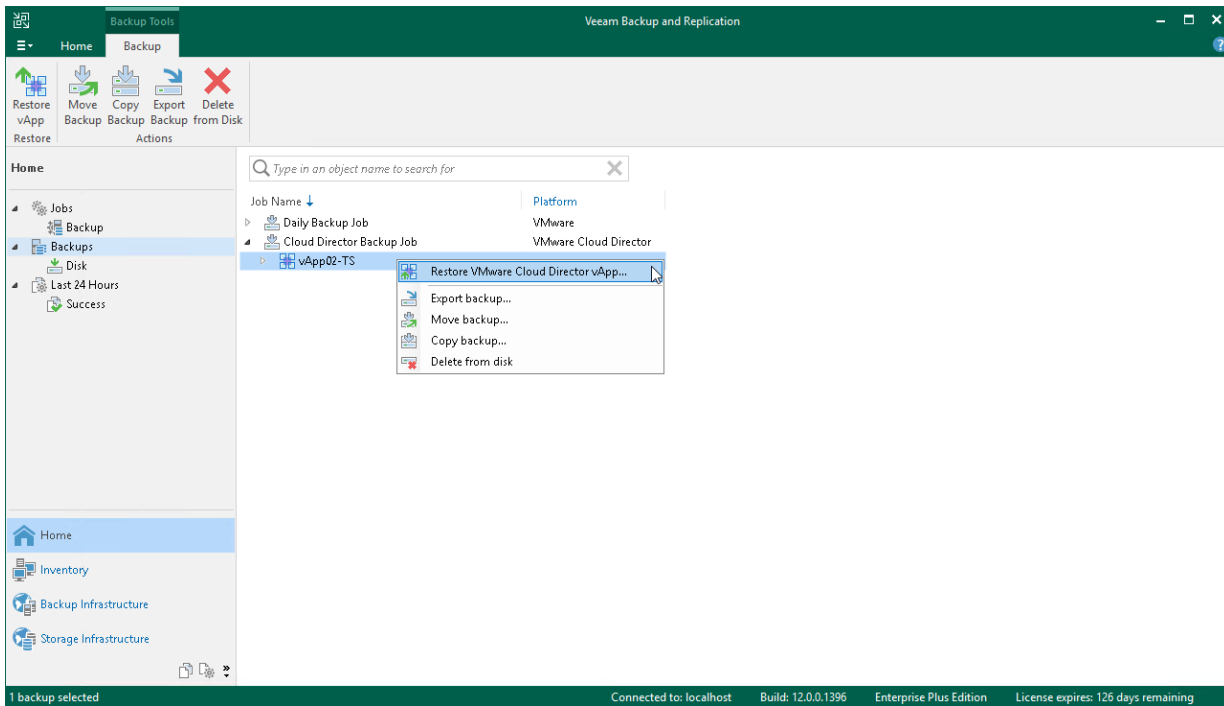 Backup Tools
Veeam Backup and Replication
Home Backup
Restore vApp
Move Backup
Copy Backup
Export Backup
Delete from Disk
Restore
Actions
Home
Jobs
Backup
Backups
Disk
Last 24 Hours
Success
Home
Inventory
Backup Infrastructure
Storage Infrastructure
Type in an object name to search for
Job Name Platform
Daily Backup Job VMware
Cloud Director Backup Job VMware Cloud Director
vApp02-TS
Restore VMware Cloud Director vApp...
Export backup...
Move backup...
Copy backup...
Delete from disk
1 backup selected
Connected to: localhost
Build: 12.0.0.1396
Enterprise Plus Edition
License expires: 126 days remaining